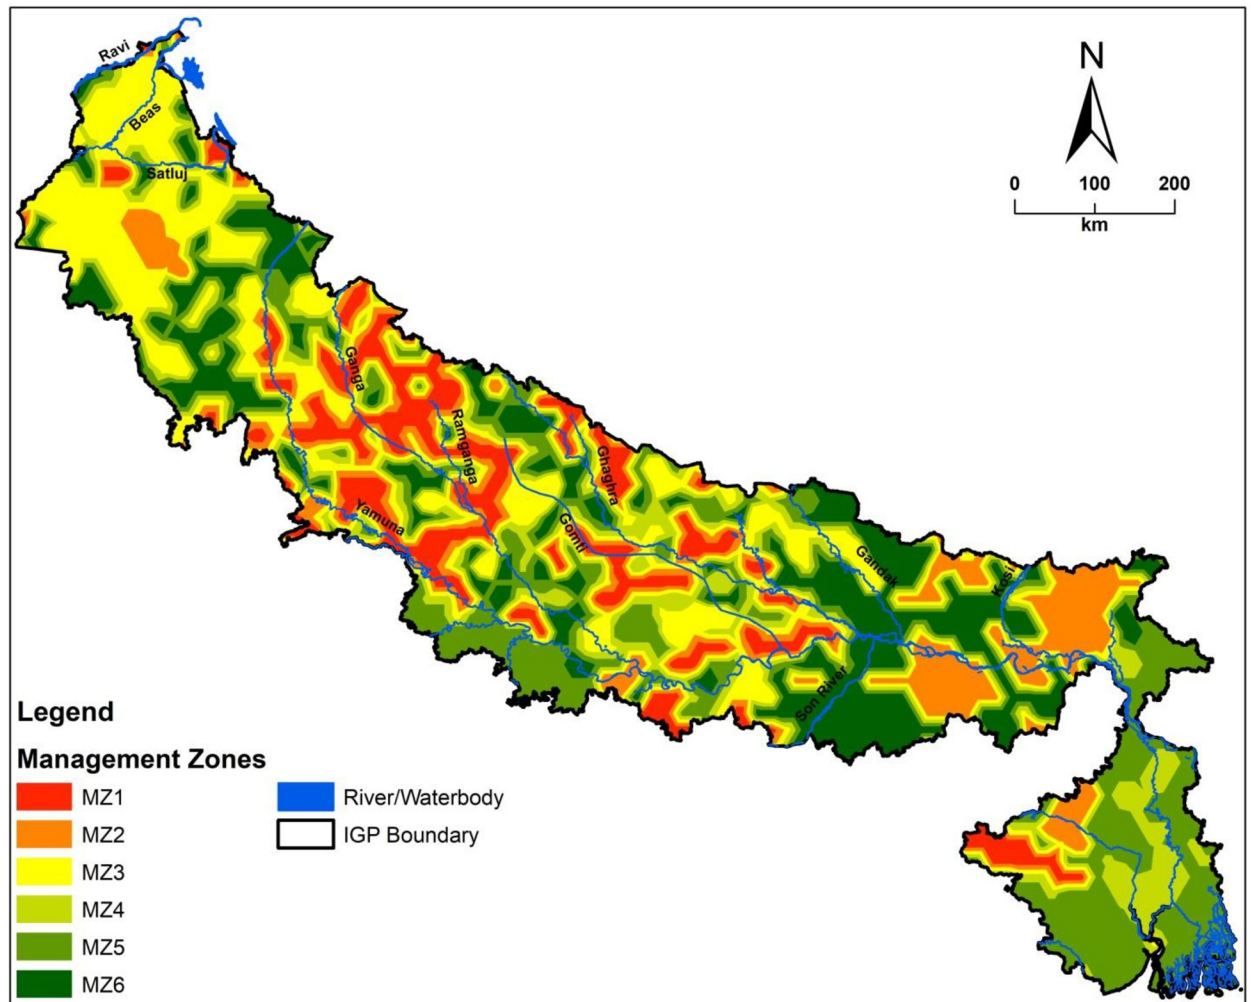 Ravi
N
Beas
Satluj
0 100 200
km
Ganga
Ramganga
Ghaghra
Yamuna
Gomti
Gandak
Kosi
Son River
Legend
Management Zones
MZ1
MZ2
MZ3
MZ4
MZ5
MZ6
River/Waterbody
IGP Boundary